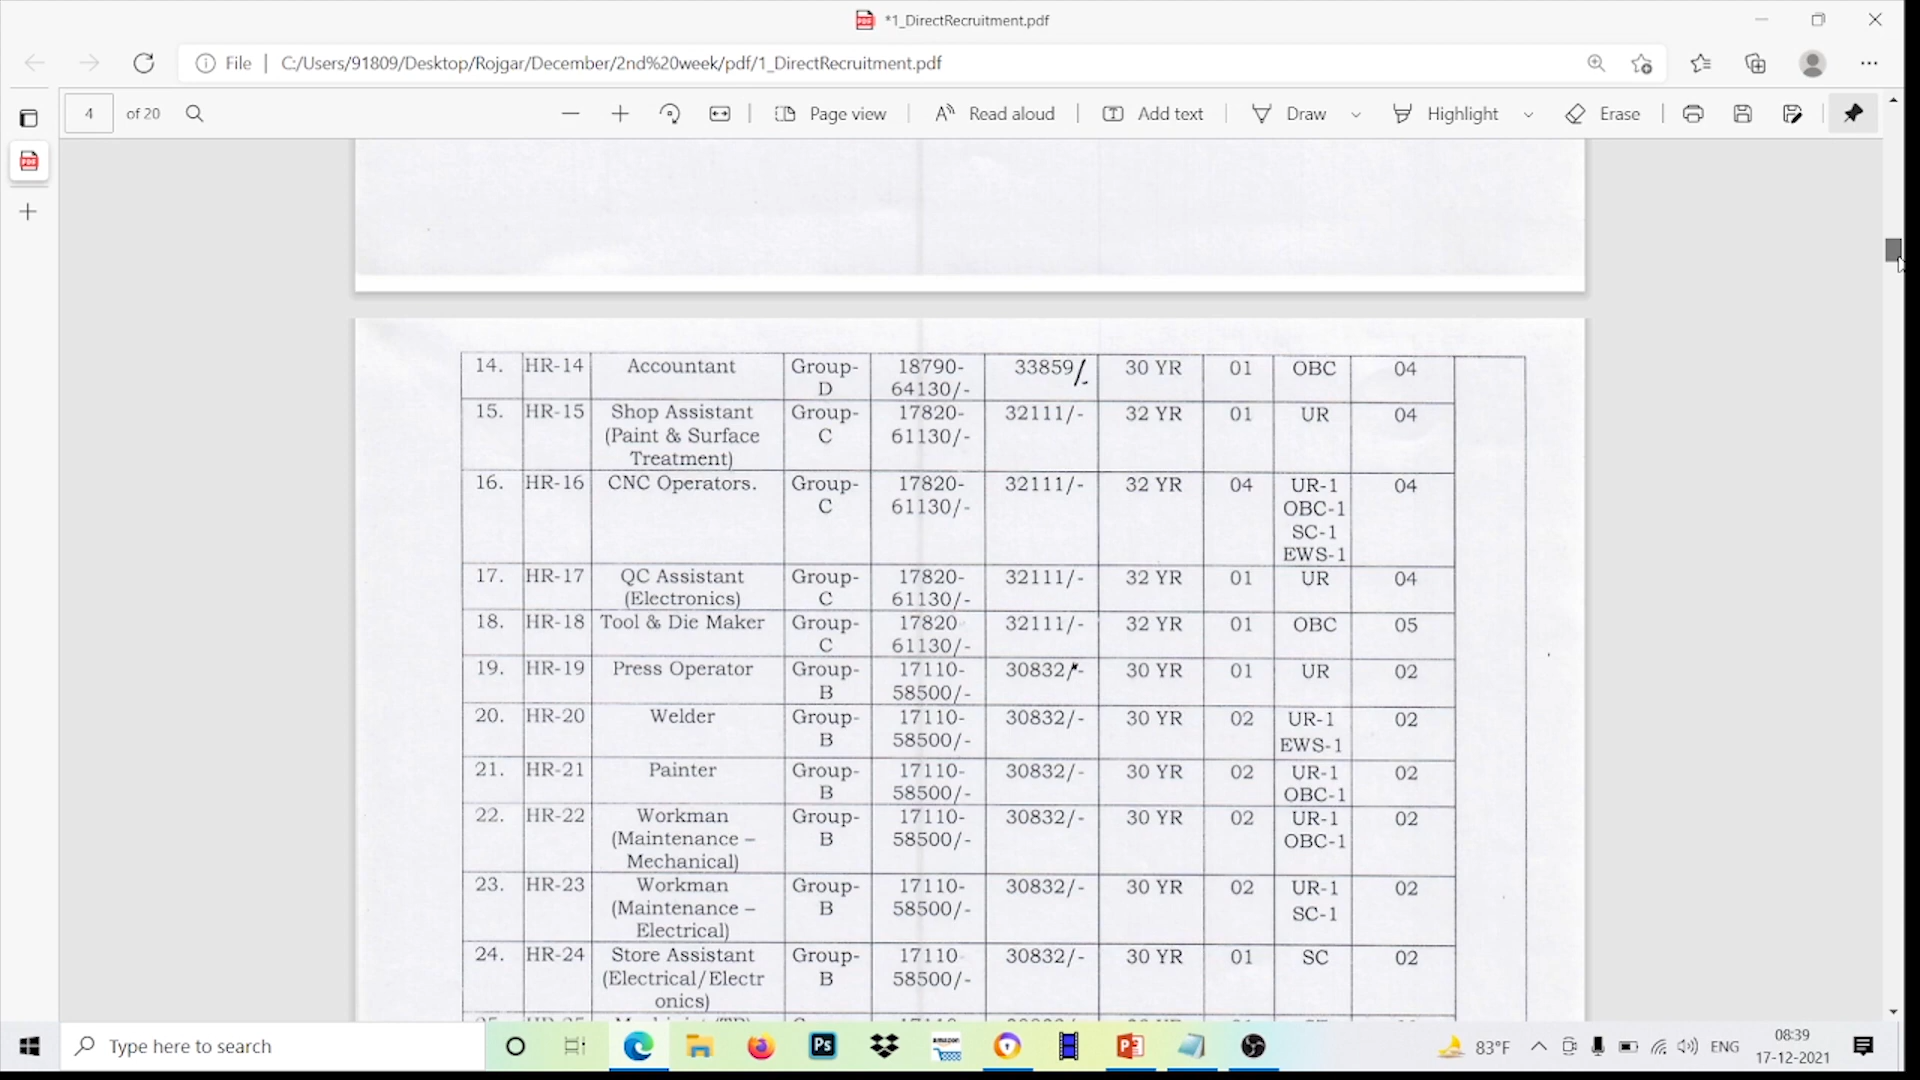 *1_DirectRecruitment.pdf
File | C:/Users/91809/Desktop/Rojgar/December/2nd%20week/pdf/1_DirectRecruitment.pdf
4 of 20 Page view Read aloud Add text Draw Highlight Erase
14. HR-14 Accountant Group- 18790- 33859/- 30 YR 01 OBC 04
D 64130/-
15. HR-15 Shop Assistant Group- 17820- 32111/- 32 YR 01 UR 04
(Paint & Surface C 61130/-
Treatment)
16. HR-16 CNC Operators. Group- 17820- 32111/- 32 YR 04 UR-1 04
C 61130/- OBC-1
SC-1
EWS-1
17. HR-17 QC Assistant Group- 17820- 32111/- 32 YR 01 UR 04
(Electronics) C 61130/-
18. HR-18 Tool & Die Maker Group- 17820- 32111/- 32 YR 01 OBC 05
C 61130/-
19. HR-19 Press Operator Group- 17110- 30832/- 30 YR 01 UR 02
B 58500/-
20. HR-20 Welder Group- 17110- 30832/- 30 YR 02 UR-1 02
B 58500/- EWS-1
21. HR-21 Painter Group- 17110- 30832/- 30 YR 02 UR-1 02
B 58500/- OBC-1
22. HR-22 Workman Group- 17110- 30832/- 30 YR 02 UR-1 02
(Maintenance – B 58500/- OBC-1
Mechanical)
23. HR-23 Workman Group- 17110- 30832/- 30 YR 02 UR-1 02
(Maintenance – B 58500/- SC-1
Electrical)
24. HR-24 Store Assistant Group- 17110- 30832/- 30 YR 01 SC 02
(Electrical/Electr B 58500/-
onics)
Type here to search Ps amazon 83°F ENG 08:39
17-12-2021